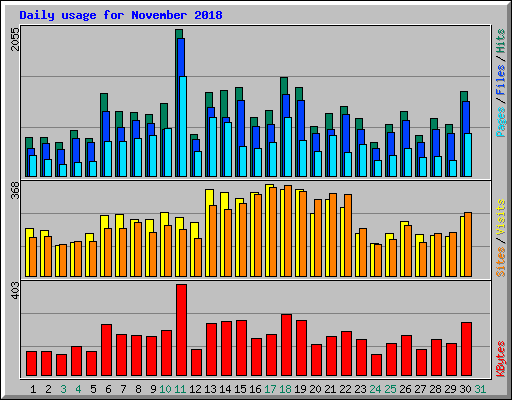 Daily usage for November 2018
2055
Pages / Files / Hits
368
Sites / Visits
403
KBytes
1 2 3 4 5 6 7 8 9 10 11 12 13 14 15 16 17 18 19 20 21 22 23 24 25 26 27 28 29 30 31